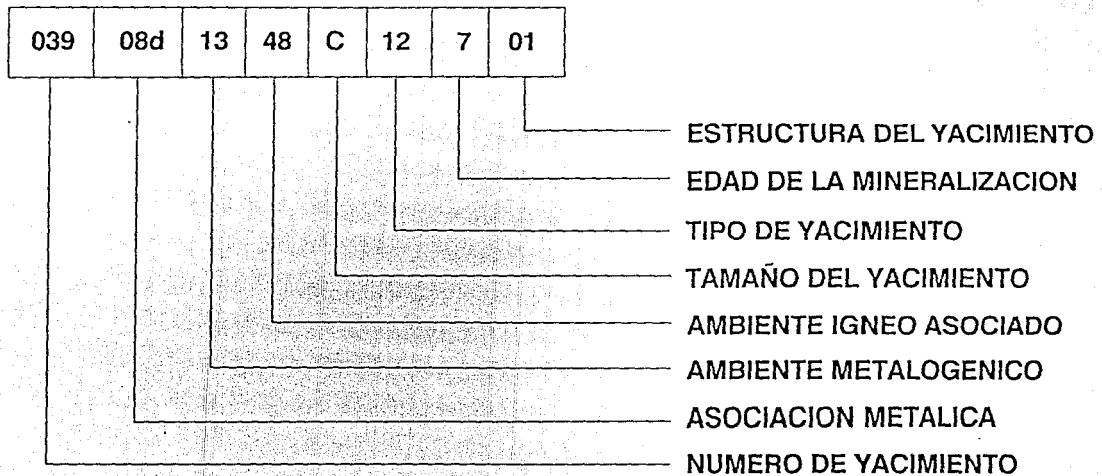 039 08d 13 48 C 12 7 01
ESTRUCTURA DEL YACIMIENTO
EDAD DE LA MINERALIZACION
TIPO DE YACIMIENTO
TAMAÑO DEL YACIMIENTO
AMBIENTE IGNEO ASOCIADO
AMBIENTE METALOGENICO
ASOCIACION METALICA
NUMERO DE YACIMIENTO